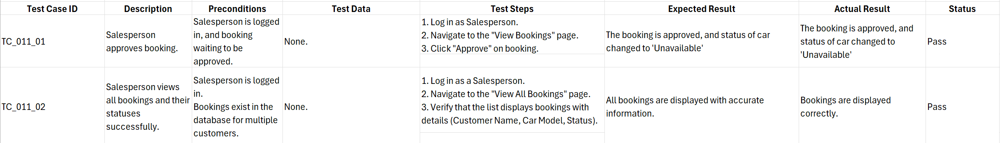 Test Case ID
Description
Preconditions
Test Data
Test Steps
Expected Result
Actual Result
Status
TC_011_01
Salesperson
approves booking.
Salesperson is logged
in, and booking
waiting to be
approved.
None.
1. Log in as Salesperson.
2. Navigate to the "View Bookings" page.
3. Click "Approve" on booking.
The booking is approved, and status of car
changed to 'Unavailable'
The booking is approved, and
status of car changed to
'Unavailable'
Pass
TC_011_02
Salesperson views
all bookings and their
statuses
successfully.
Salesperson is logged
in.
Bookings exist in the
database for multiple
customers.
None.
1. Log in as a Salesperson.
2. Navigate to the "View All Bookings" page.
3. Verify that the list displays bookings with
details (Customer Name, Car Model, Status).
All bookings are displayed with accurate
information.
Bookings are displayed
correctly.
Pass